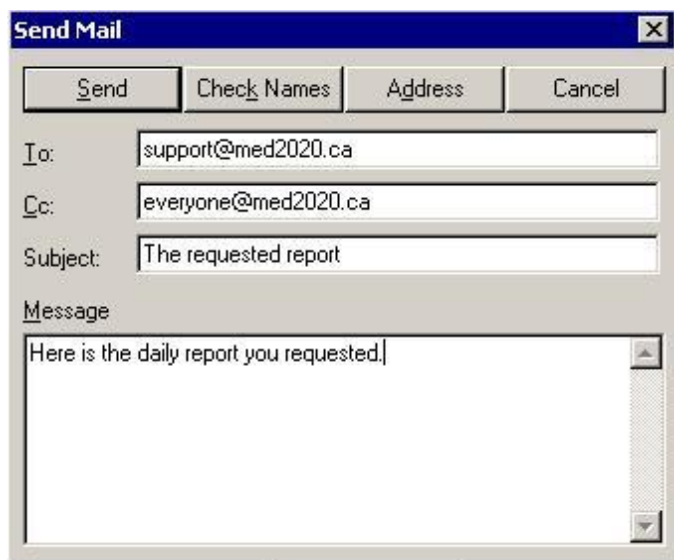 Send Mail
Send Check Names Address Cancel
To: support@med2020.ca
Cc: everyone@med2020.ca
Subject: The requested report
Message
Here is the daily report you requested.